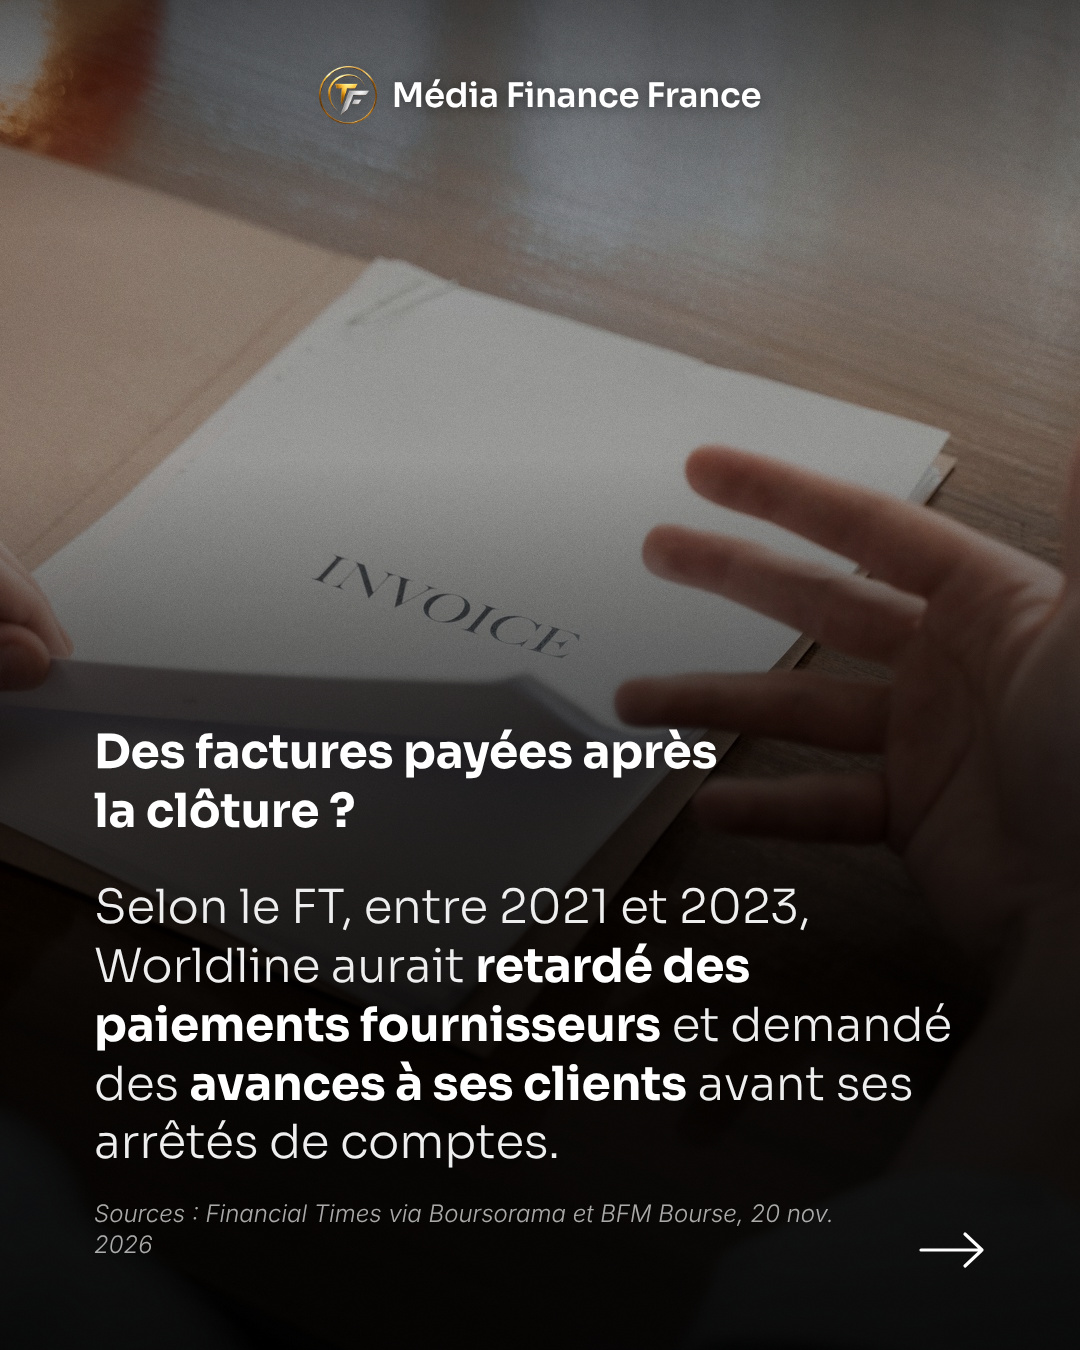 Média Finance France
INVOICE
Des factures payées après
la clôture ?
Selon le FT, entre 2021 et 2023,
Worldline aurait retardé des
paiements fournisseurs et demandé
des avances à ses clients avant ses
arrêtés de comptes.
Sources : Financial Times via Boursorama et BFM Bourse, 20 nov.
2026